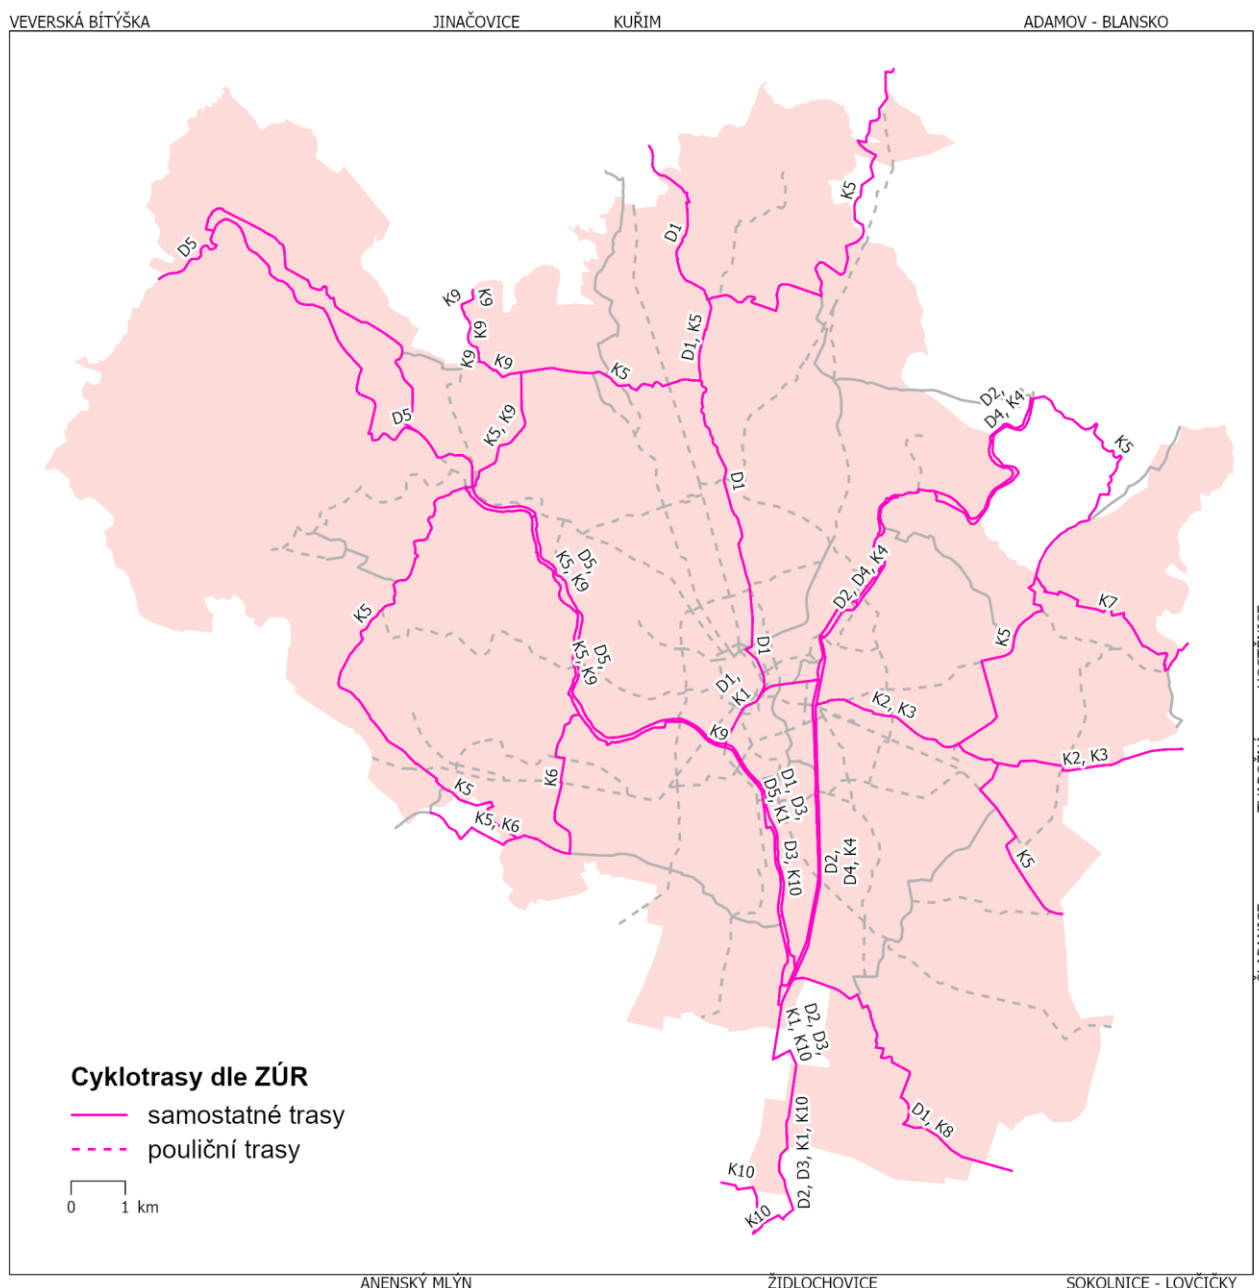 VEVERSKÁ BÍTÝŠKA
JINAČOVICE
KUŘIM
ADAMOV - BLANSKO
K5
D1
D5
K9
K9
K9
K9
K9
K5
D1, K5
D5
K5, K9
D2,
D4, K4
K5
D1
D5,
K5, K9
D2, D4, K4
K5
K7
D5,
K5, K9
D1
K5
D1,
K1
K2, K3
K9
K2, K3
K6
D1, D3,
D5, K1
K5
K5, K6
D3, K10
D2,
D4, K4
K5
D2, D3,
K1, K10
Cyklotrasy dle ZÚR
samostatné trasy
pouliční trasy
0 1 km
D1, K8
D2, D3, K1, K10
K10
K10
ANENSKÝ MLÝN
ŽIDLOCHOVICE
SOKOLNICE - LOVČIČKY